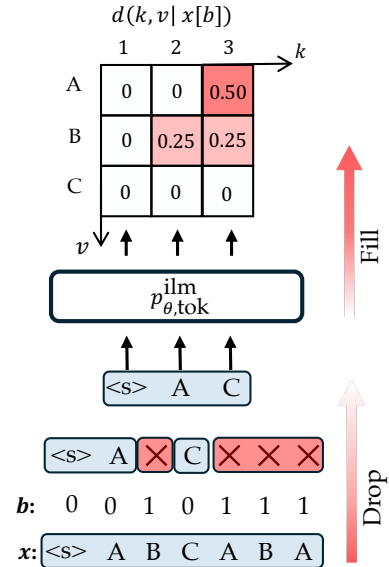 d(k, v| x[b])
1 2 3
k
A 0 0 0.50
B 0 0.25 0.25
C 0 0 0
v
Fill
p^{ilm}_{θ,tok}
<s> A C
<s> A × C × × ×
b: 0 0 1 0 1 1 1
Drop
x: <s> A B C A B A